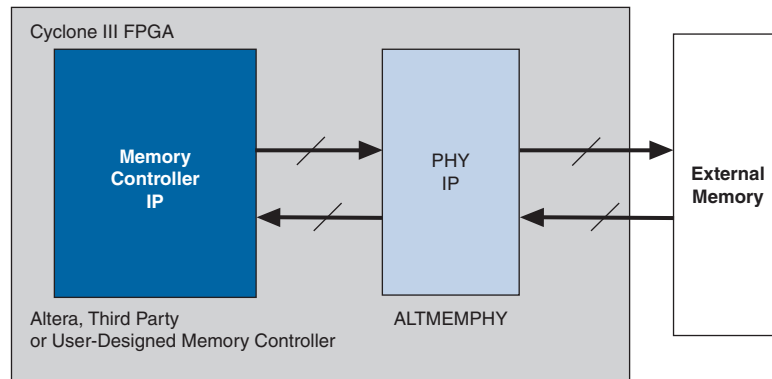 Cyclone III FPGA
Memory
Controller
IP
PHY
IP
External
Memory
Altera, Third Party
or User-Designed Memory Controller
ALTMEMPHY